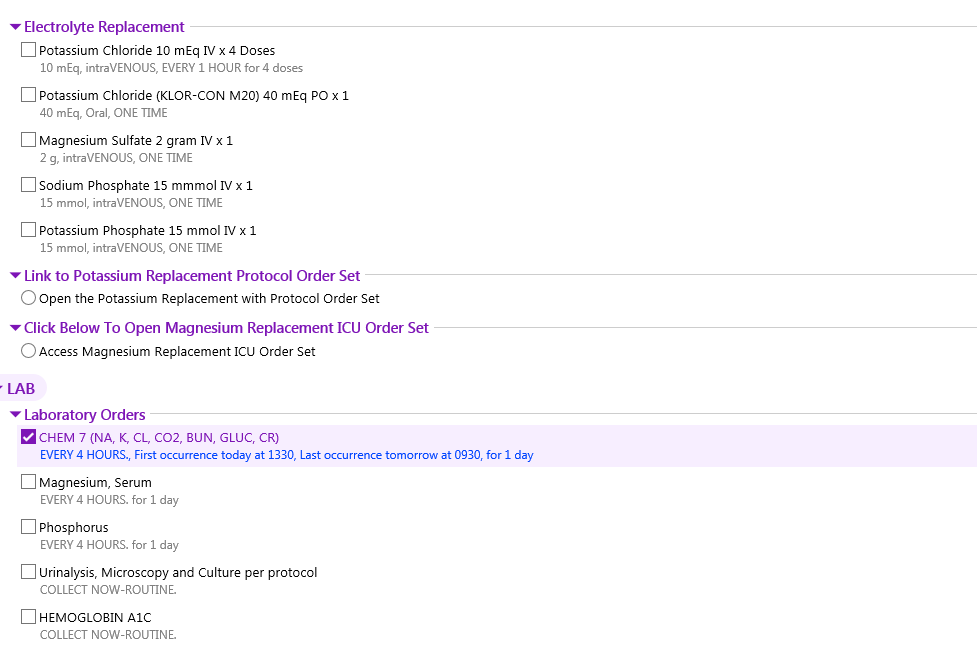 Electrolyte Replacement
Potassium Chloride 10 mEq IV x 4 Doses
10 mEq, intraVENOUS, EVERY 1 HOUR for 4 doses
Potassium Chloride (KLOR-CON M20) 40 mEq PO x 1
40 mEq, Oral, ONE TIME
Magnesium Sulfate 2 gram IV x 1
2 g, intraVENOUS, ONE TIME
Sodium Phosphate 15 mmmol IV x 1
15 mmol, intraVENOUS, ONE TIME
Potassium Phosphate 15 mmol IV x 1
15 mmol, intraVENOUS, ONE TIME
Link to Potassium Replacement Protocol Order Set
Open the Potassium Replacement with Protocol Order Set
Click Below To Open Magnesium Replacement ICU Order Set
Access Magnesium Replacement ICU Order Set
LAB
Laboratory Orders
CHEM 7 (NA, K, CL, CO2, BUN, GLUC, CR)
EVERY 4 HOURS., First occurrence today at 1330, Last occurrence tomorrow at 0930, for 1 day
Magnesium, Serum
EVERY 4 HOURS. for 1 day
Phosphorus
EVERY 4 HOURS. for 1 day
Urinalysis, Microscopy and Culture per protocol
COLLECT NOW-ROUTINE.
HEMOGLOBIN A1C
COLLECT NOW-ROUTINE.